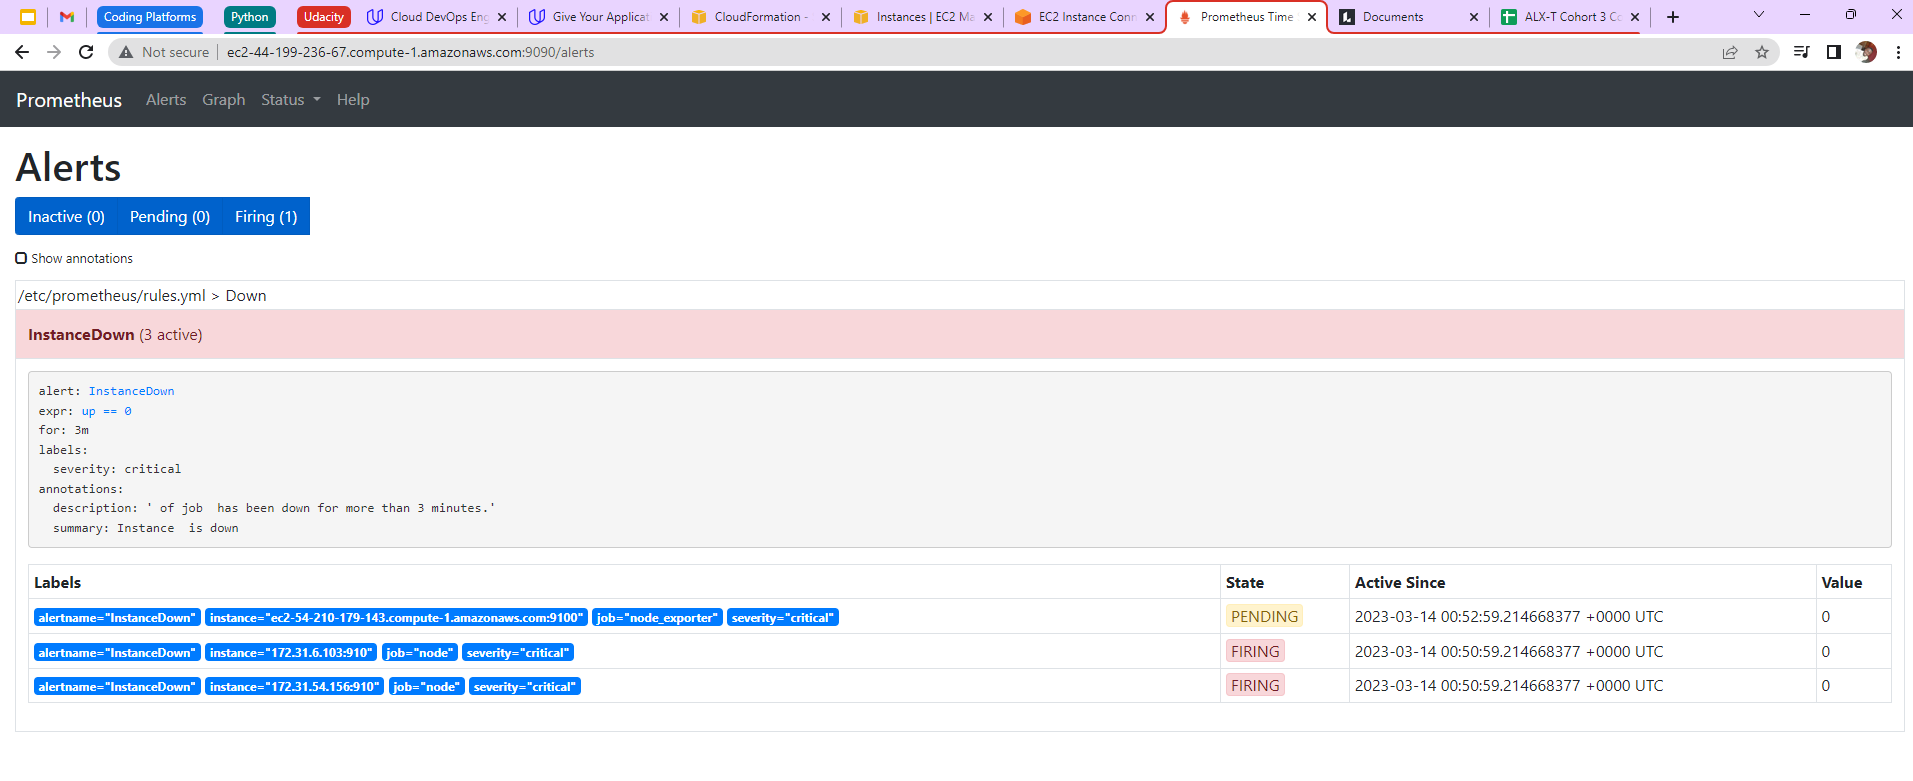 Coding Platforms Python Udacity Cloud DevOps Eng Give Your Applicat CloudFormation - Instances | EC2 Ma EC2 Instance Conn Prometheus Time Documents ALX-T Cohort 3 Co
Not secure ec2-44-199-236-67.compute-1.amazonaws.com:9090/alerts
Prometheus Alerts Graph Status Help
Alerts
Inactive (0) Pending (0) Firing (1)
Show annotations
/etc/prometheus/rules.yml > Down
InstanceDown (3 active)
alert: InstanceDown
expr: up == 0
for: 3m
labels:
  severity: critical
annotations:
  description: ' of job  has been down for more than 3 minutes.'
  summary: Instance  is down
Labels State Active Since Value
alertname="InstanceDown" instance="ec2-54-210-179-143.compute-1.amazonaws.com:9100" job="node_exporter" severity="critical" PENDING 2023-03-14 00:52:59.214668377 +0000 UTC 0
alertname="InstanceDown" instance="172.31.6.103:910" job="node" severity="critical" FIRING 2023-03-14 00:50:59.214668377 +0000 UTC 0
alertname="InstanceDown" instance="172.31.54.156:910" job="node" severity="critical" FIRING 2023-03-14 00:50:59.214668377 +0000 UTC 0